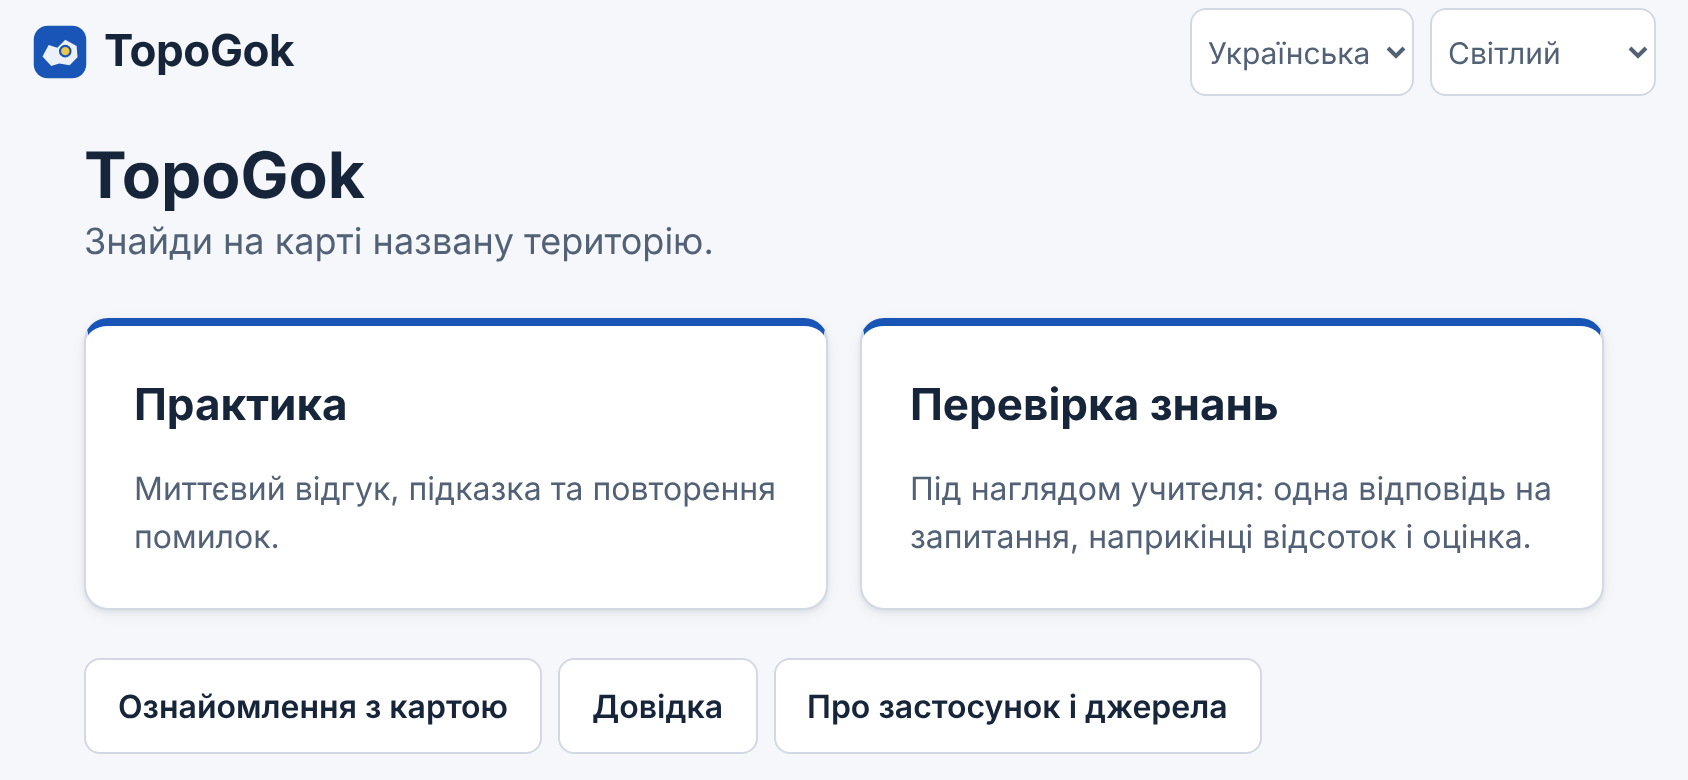 TopoGok
Українська
Світлий
TopoGok
Знайди на карті названу територію.
Практика
Миттєвий відгук, підказка та повторення
помилок.
Перевірка знань
Під наглядом учителя: одна відповідь на
запитання, наприкінці відсоток і оцінка.
Ознайомлення з картою
Довідка
Про застосунок і джерела